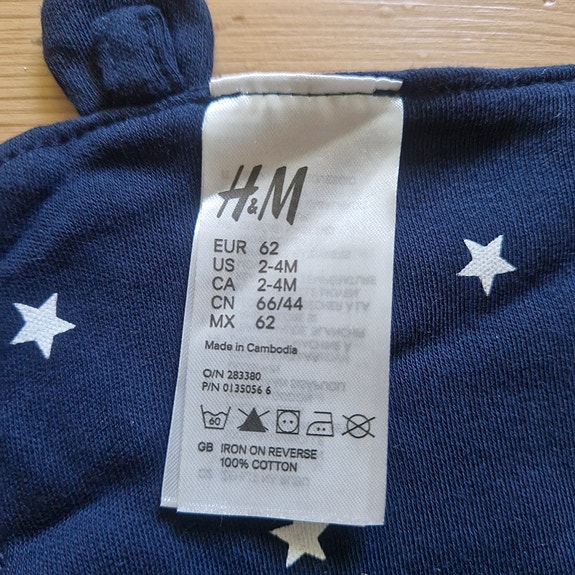 H&M
EUR 62
US 2-4M
CA 2-4M
CN 66/44
MX 62
Made in Cambodia
O/N 283380
P/N 0135056 6
60
GB IRON ON REVERSE
100% COTTON